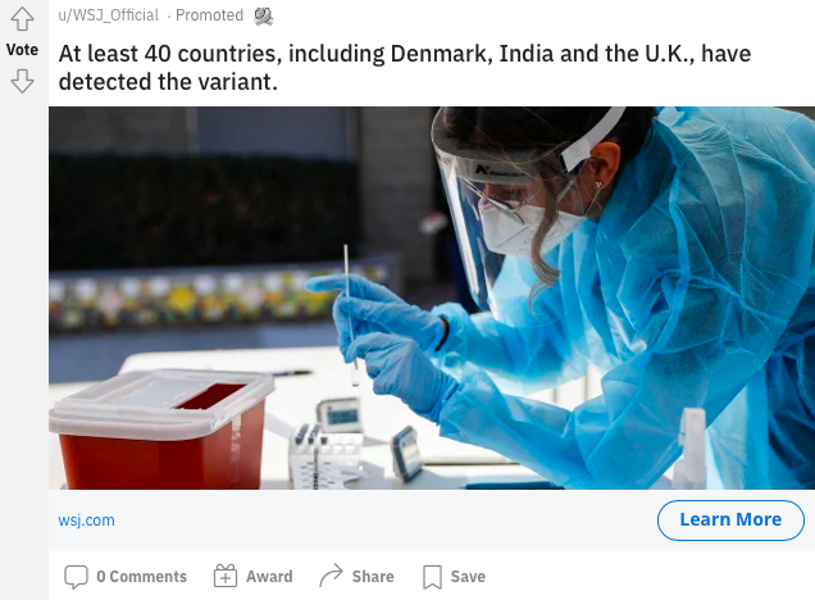 u/WSJ_Official · Promoted
Vote
At least 40 countries, including Denmark, India and the U.K., have
detected the variant.
wsj.com
Learn More
0 Comments Award Share Save